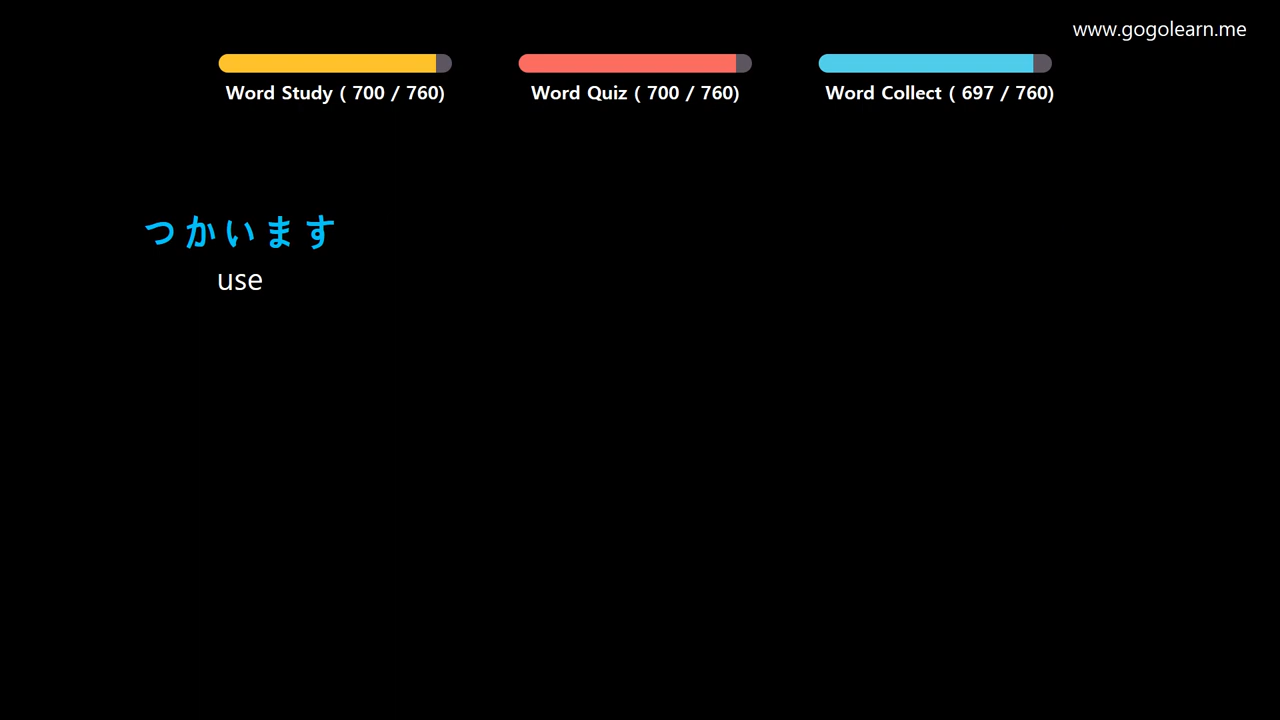 www.gogolearn.me
Word Study ( 700 / 760)
Word Quiz ( 700 / 760)
Word Collect ( 697 / 760)
つかいます
use